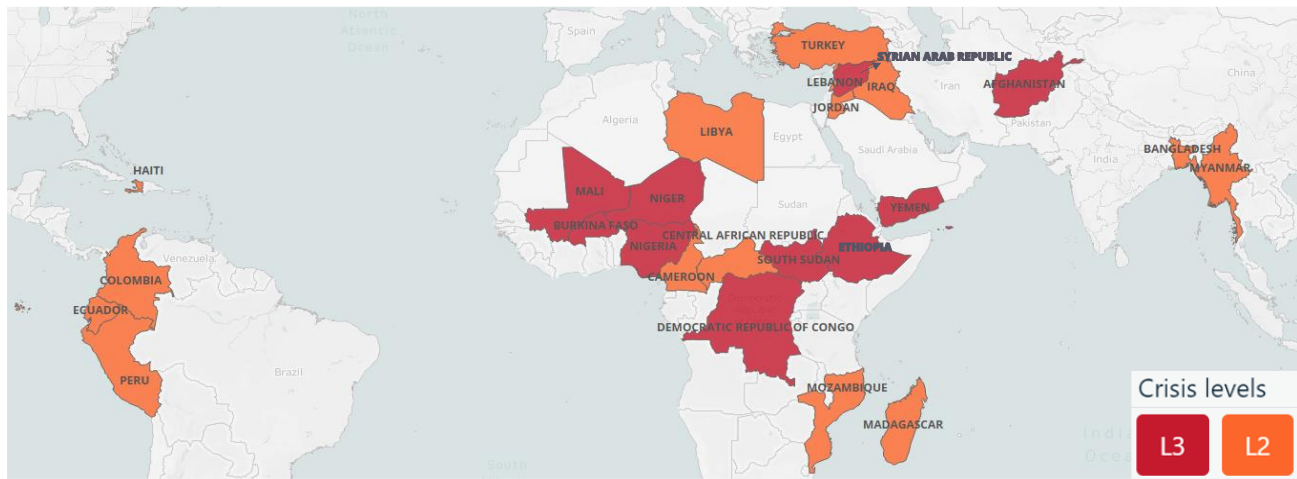 North
Atlantic
Ocean
Spain
TURKEY
SYRIAN ARAB REPUBLIC
China
LEBANON
IRAQ
Iran
AFGHANISTAN
JORDAN
Algeria
LIBYA
Egypt
Pakistan
Saudi Arabia
BANGLADESH
India
MYANMAR
HAITI
MALI
NIGER
Sudan
YEMEN
BURKINA FASO
CENTRAL AFRICAN REPUBLIC
NIGERIA
ETHIOPIA
Venezuela
SOUTH SUDAN
COLOMBIA
CAMEROON
ECUADOR
DEMOCRATIC REPUBLIC OF CONGO
Brazil
PERU
MOZAMBIQUE
MADAGASCAR
South
Crisis levels
L3
L2